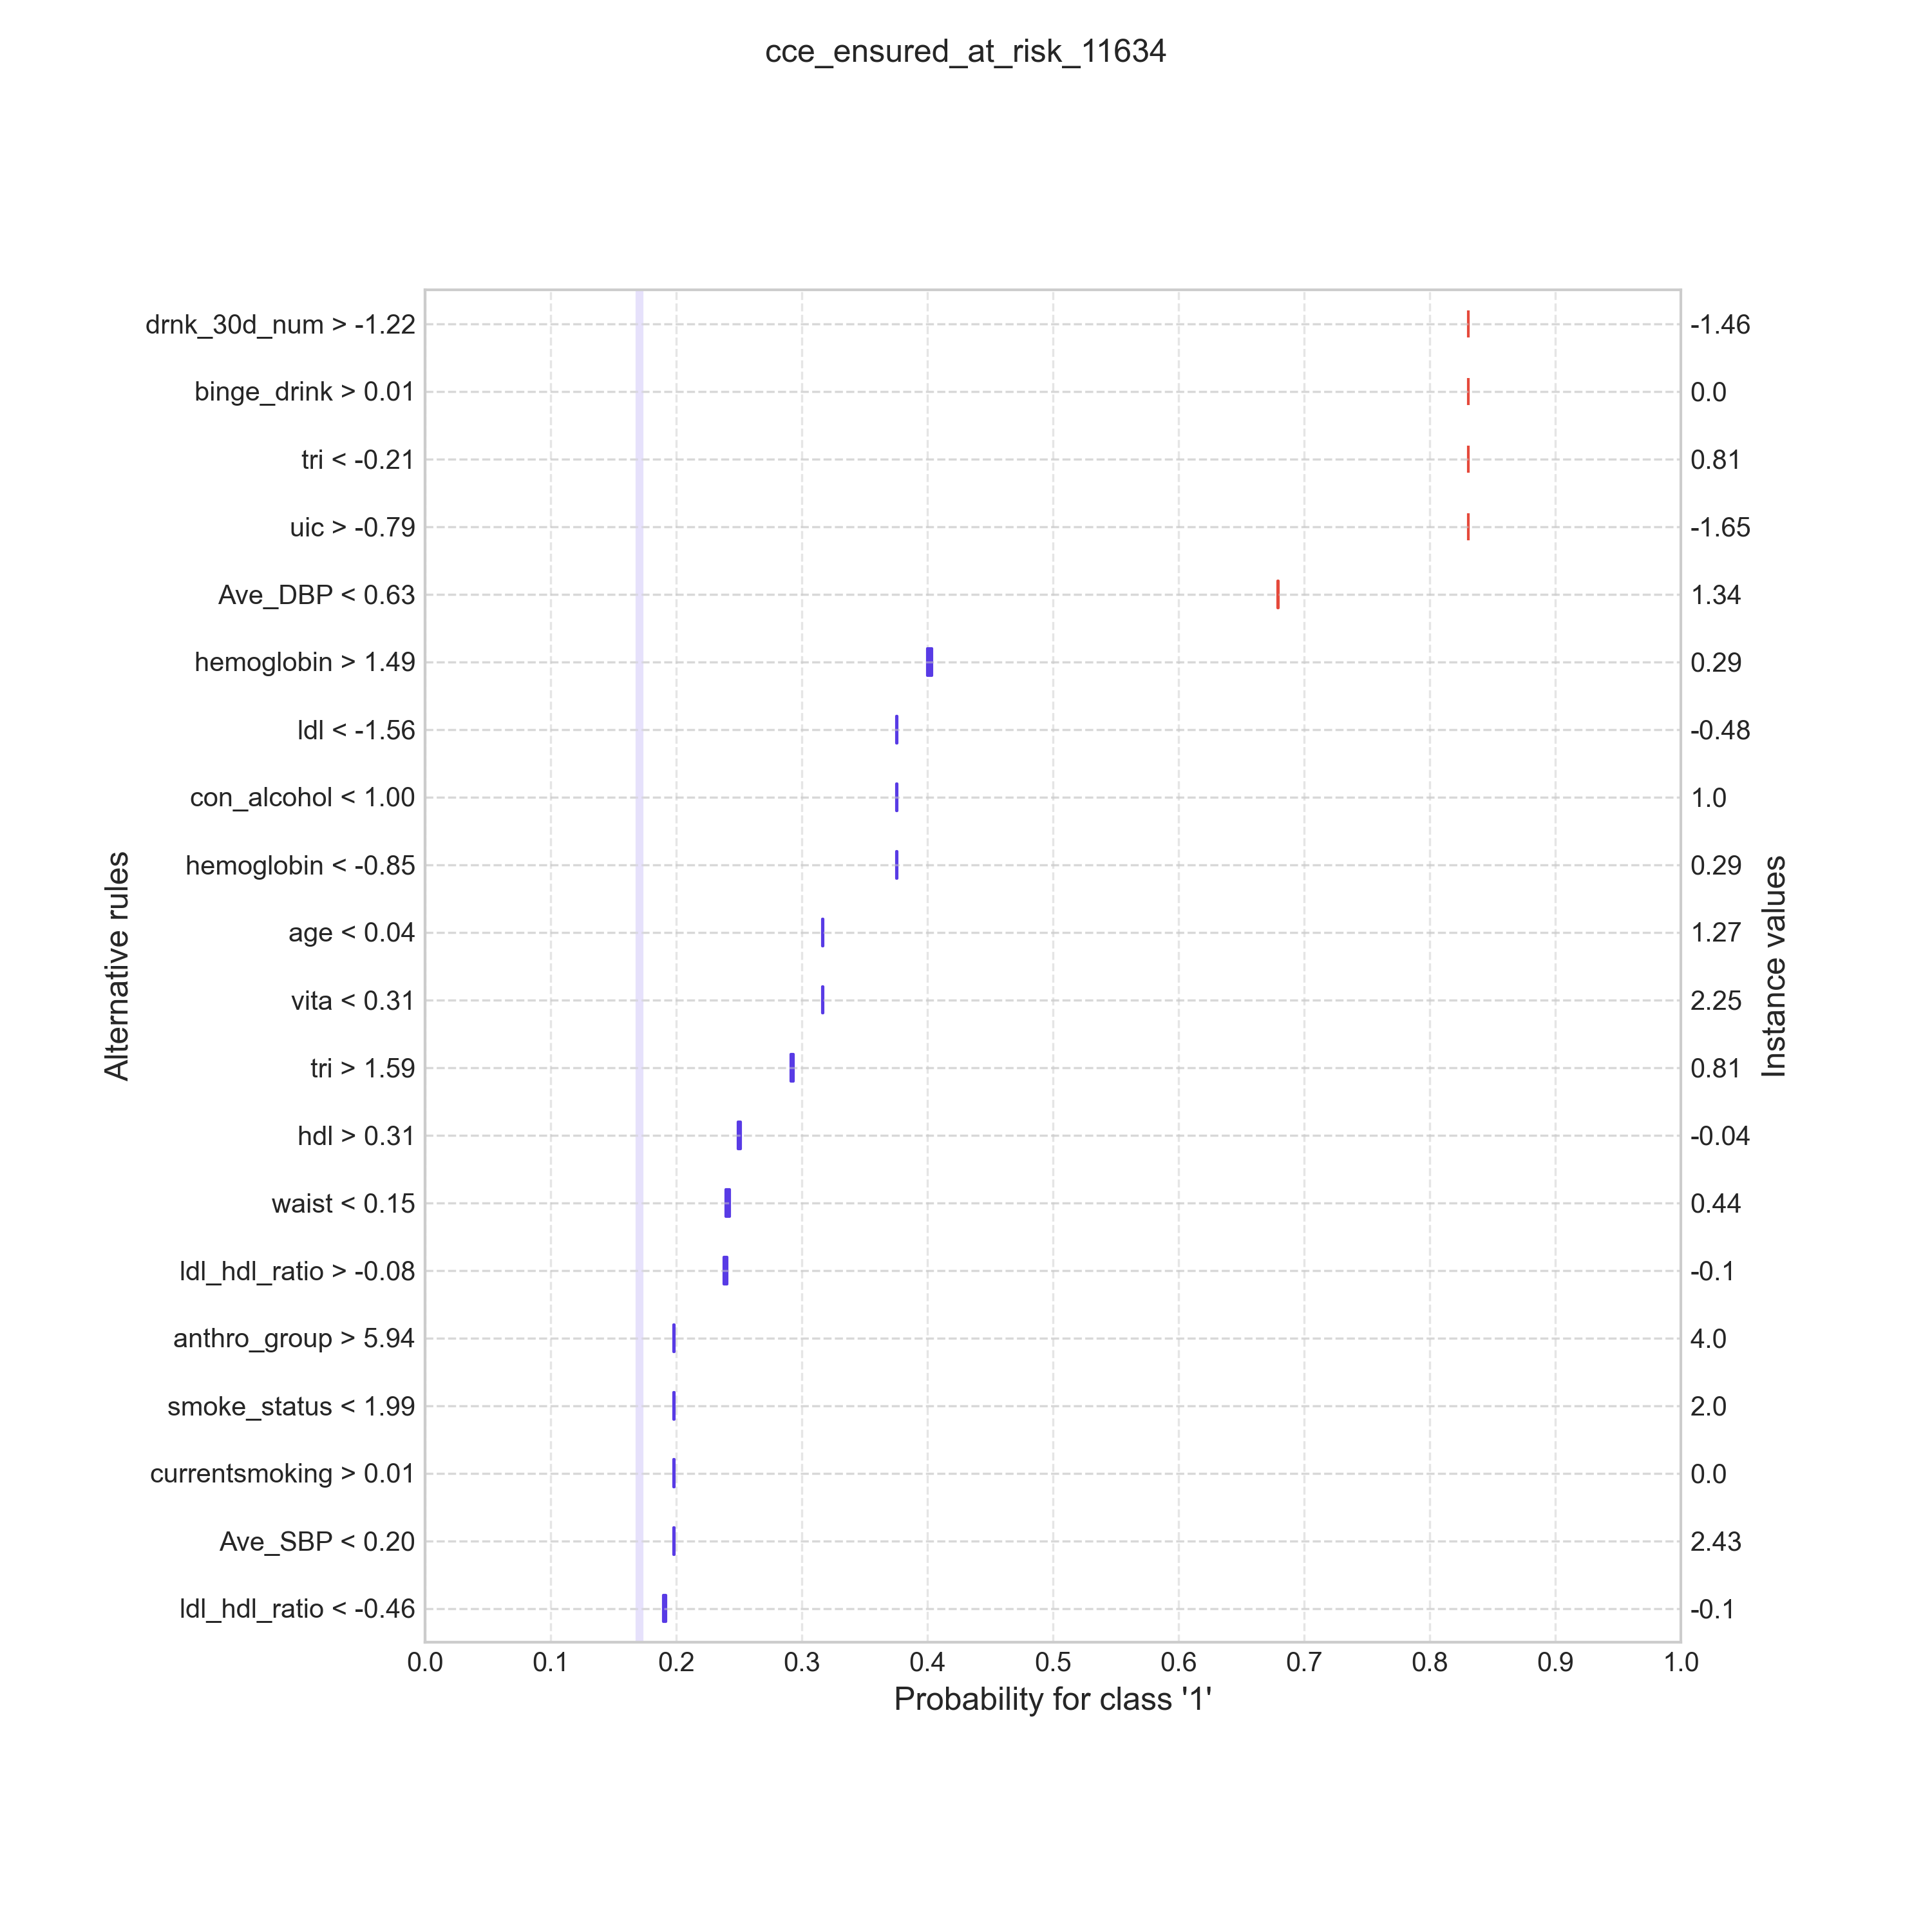 cce_ensured_at_risk_11634
drnk_30d_num > -1.22 -1.46
binge_drink > 0.01 0.0
tri < -0.21 0.81
uic > -0.79 -1.65
Ave_DBP < 0.63 1.34
hemoglobin > 1.49 0.29
ldl < -1.56 -0.48
con_alcohol < 1.00 1.0
hemoglobin < -0.85 0.29
age < 0.04 1.27
vita < 0.31 2.25
tri > 1.59 0.81
hdl > 0.31 -0.04
waist < 0.15 0.44
ldl_hdl_ratio > -0.08 -0.1
anthro_group > 5.94 4.0
smoke_status < 1.99 2.0
currentsmoking > 0.01 0.0
Ave_SBP < 0.20 2.43
ldl_hdl_ratio < -0.46 -0.1
Alternative rules
Instance values
0.0 0.1 0.2 0.3 0.4 0.5 0.6 0.7 0.8 0.9 1.0
Probability for class '1'